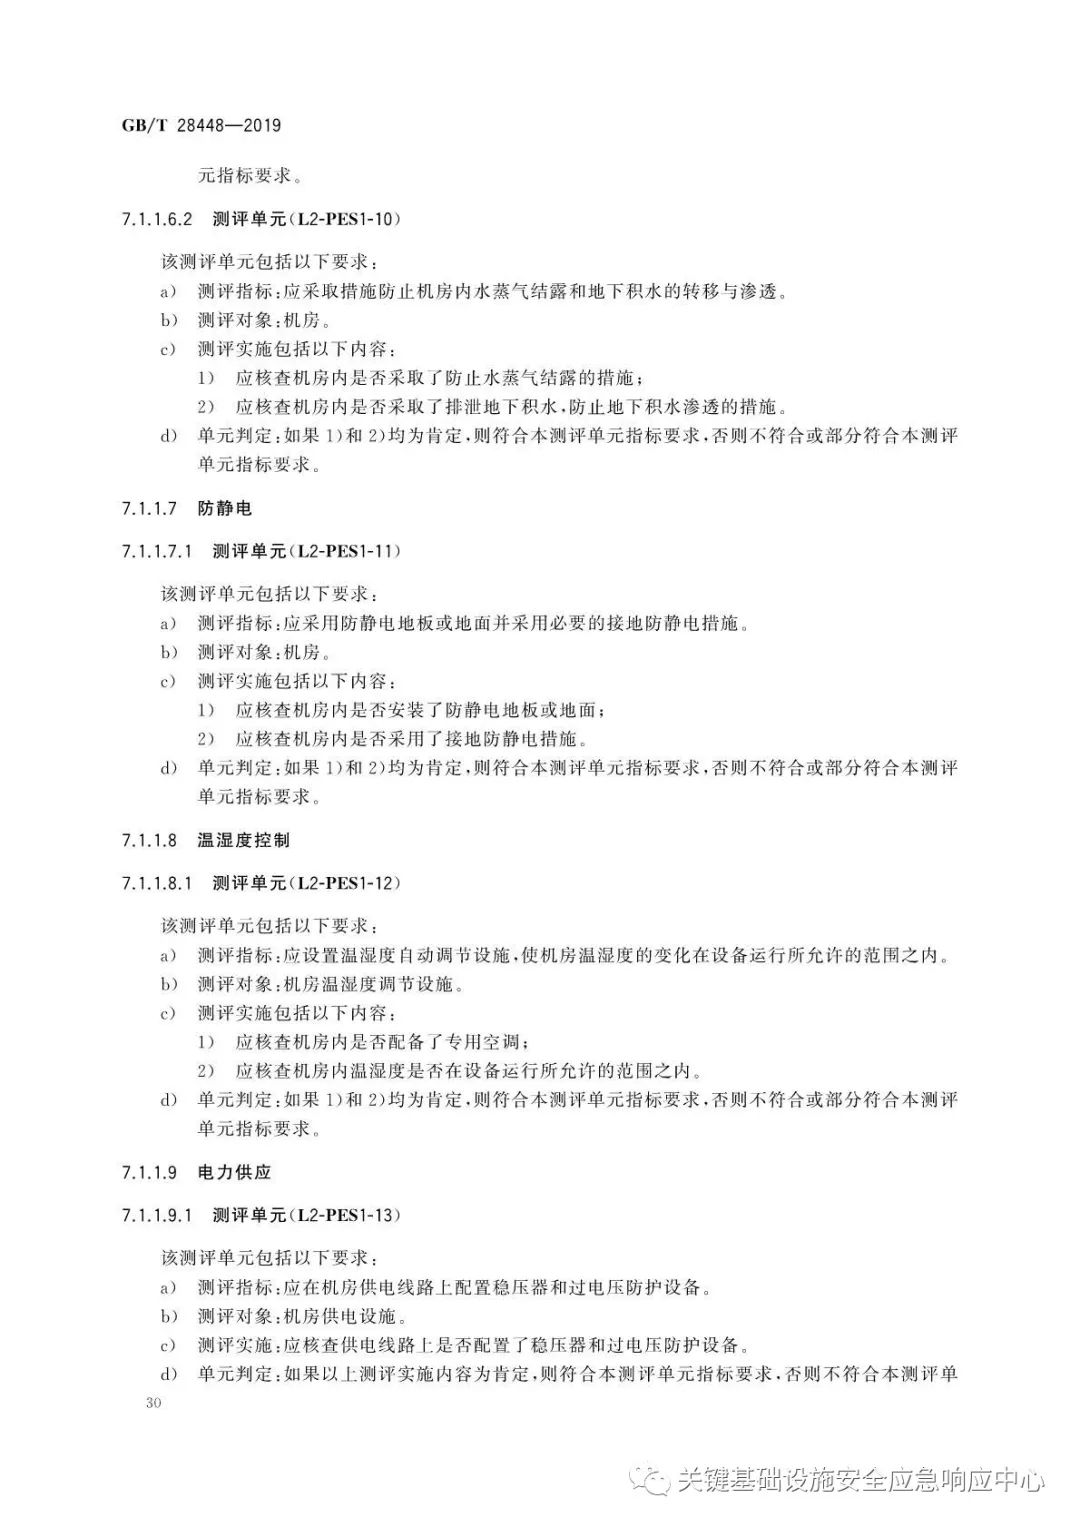 GB/T 28448—2019
元指标要求。
7.1.1.6.2 测评单元(L2-PES1-10)
该测评单元包括以下要求:
a) 测评指标:应采取措施防止机房内水蒸气结露和地下积水的转移与渗透。
b) 测评对象:机房。
c) 测评实施包括以下内容:
1) 应核查机房内是否采取了防止水蒸气结露的措施;
2) 应核查机房内是否采取了排泄地下积水,防止地下积水渗透的措施。
d) 单元判定:如果 1)和 2)均为肯定,则符合本测评单元指标要求,否则不符合或部分符合本测评
单元指标要求。
7.1.1.7 防静电
7.1.1.7.1 测评单元(L2-PES1-11)
该测评单元包括以下要求:
a) 测评指标:应采用防静电地板或地面并采用必要的接地防静电措施。
b) 测评对象:机房。
c) 测评实施包括以下内容:
1) 应核查机房内是否安装了防静电地板或地面;
2) 应核查机房内是否采用了接地防静电措施。
d) 单元判定:如果 1)和 2)均为肯定,则符合本测评单元指标要求,否则不符合或部分符合本测评
单元指标要求。
7.1.1.8 温湿度控制
7.1.1.8.1 测评单元(L2-PES1-12)
该测评单元包括以下要求:
a) 测评指标:应设置温湿度自动调节设施,使机房温湿度的变化在设备运行所允许的范围之内。
b) 测评对象:机房温湿度调节设施。
c) 测评实施包括以下内容:
1) 应核查机房内是否配备了专用空调;
2) 应核查机房内温湿度是否在设备运行所允许的范围之内。
d) 单元判定:如果 1)和 2)均为肯定,则符合本测评单元指标要求,否则不符合或部分符合本测评
单元指标要求。
7.1.1.9 电力供应
7.1.1.9.1 测评单元(L2-PES1-13)
该测评单元包括以下要求:
a) 测评指标:应在机房供电线路上配置稳压器和过电压防护设备。
b) 测评对象:机房供电设施。
c) 测评实施:应核查供电线路上是否配置了稳压器和过电压防护设备。
d) 单元判定:如果以上测评实施内容为肯定,则符合本测评单元指标要求,否则不符合本测评单
30
关键基础设施安全应急响应中心